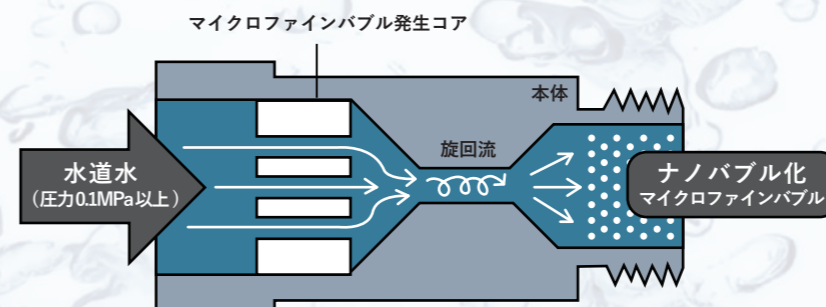 マイクロファインバブル発生コア
本体
旋回流
水道水
（圧力0.1MPa以上）
ナノバブル化
マイクロファインバブル